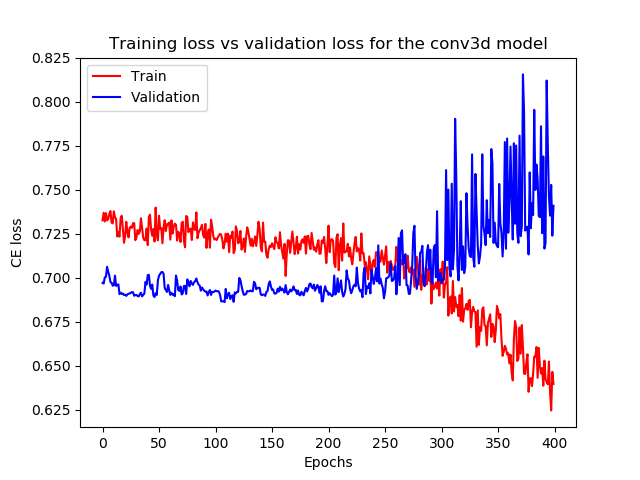 Training loss vs validation loss for the conv3d model
Train
Validation
CE loss
0.825
0.800
0.775
0.750
0.725
0.700
0.675
0.650
0.625
0 50 100 150 200 250 300 350 400
Epochs